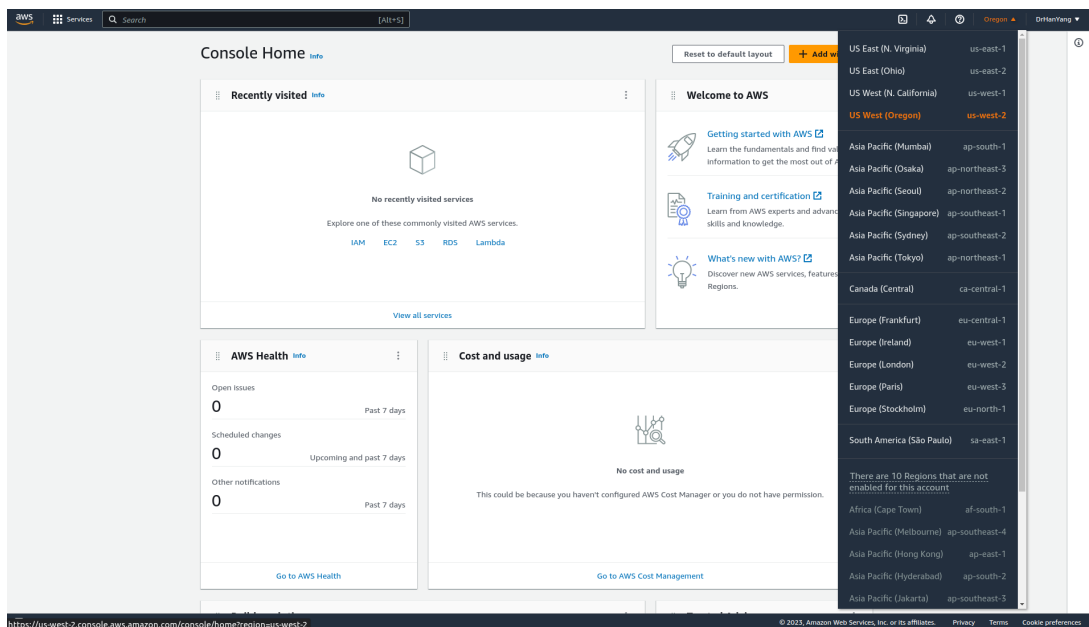 aws
Services
Search
[Alt+S]
Oregon ▲
DrHanYang ▼
Console Home Info
Reset to default layout
+ Add wi
Recently visited Info
No recently visited services
Explore one of these commonly visited AWS services.
IAM EC2 S3 RDS Lambda
View all services
Welcome to AWS
Getting started with AWS
Learn the fundamentals and find val
information to get the most out of A
Training and certification
Learn from AWS experts and advanc
skills and knowledge.
What's new with AWS?
Discover new AWS services, features
Regions.
AWS Health Info
Open issues
0 Past 7 days
Scheduled changes
0 Upcoming and past 7 days
Other notifications
0 Past 7 days
Go to AWS Health
Cost and usage Info
No cost and usage
This could be because you haven't configured AWS Cost Manager or you do not have permission.
Go to AWS Cost Management
US East (N. Virginia) us-east-1
US East (Ohio) us-east-2
US West (N. California) us-west-1
US West (Oregon) us-west-2
Asia Pacific (Mumbai) ap-south-1
Asia Pacific (Osaka) ap-northeast-3
Asia Pacific (Seoul) ap-northeast-2
Asia Pacific (Singapore) ap-southeast-1
Asia Pacific (Sydney) ap-southeast-2
Asia Pacific (Tokyo) ap-northeast-1
Canada (Central) ca-central-1
Europe (Frankfurt) eu-central-1
Europe (Ireland) eu-west-1
Europe (London) eu-west-2
Europe (Paris) eu-west-3
Europe (Stockholm) eu-north-1
South America (São Paulo) sa-east-1
There are 10 Regions that are not
enabled for this account
Africa (Cape Town) af-south-1
Asia Pacific (Melbourne) ap-southeast-4
Asia Pacific (Hong Kong) ap-east-1
Asia Pacific (Hyderabad) ap-south-2
Asia Pacific (Jakarta) ap-southeast-3
https://us-west-2.console.aws.amazon.com/console/home?region=us-west-2
© 2023, Amazon Web Services, Inc. or its affiliates. Privacy Terms Cookie preferences